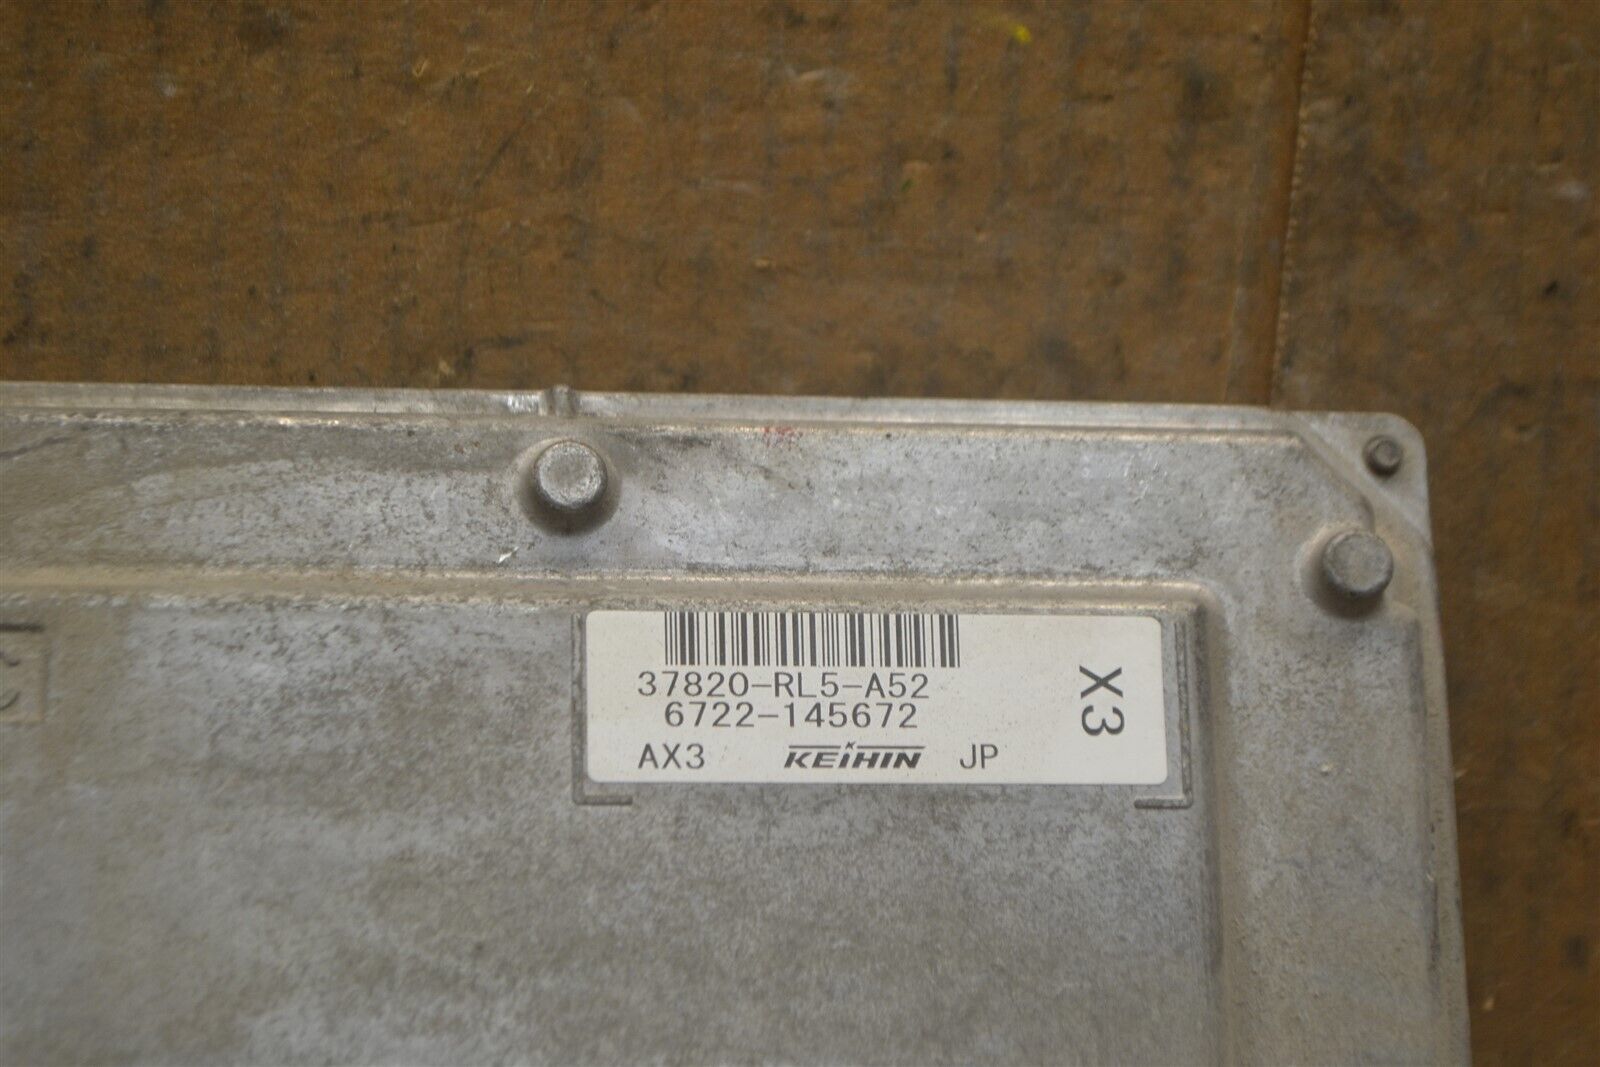 37820-RL5-A52
6722-145672
AX3 KEIHIN JP
X3